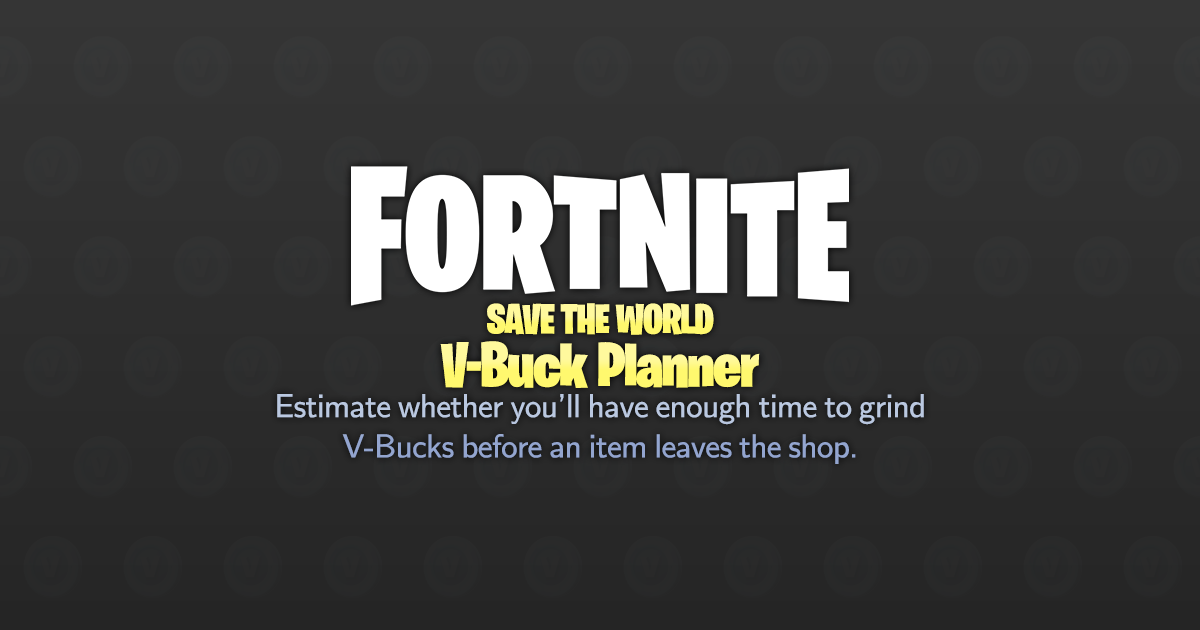 FORTNITE
SAVE THE WORLD
V-Buck Planner
Estimate whether you’ll have enough time to grind
V-Bucks before an item leaves the shop.